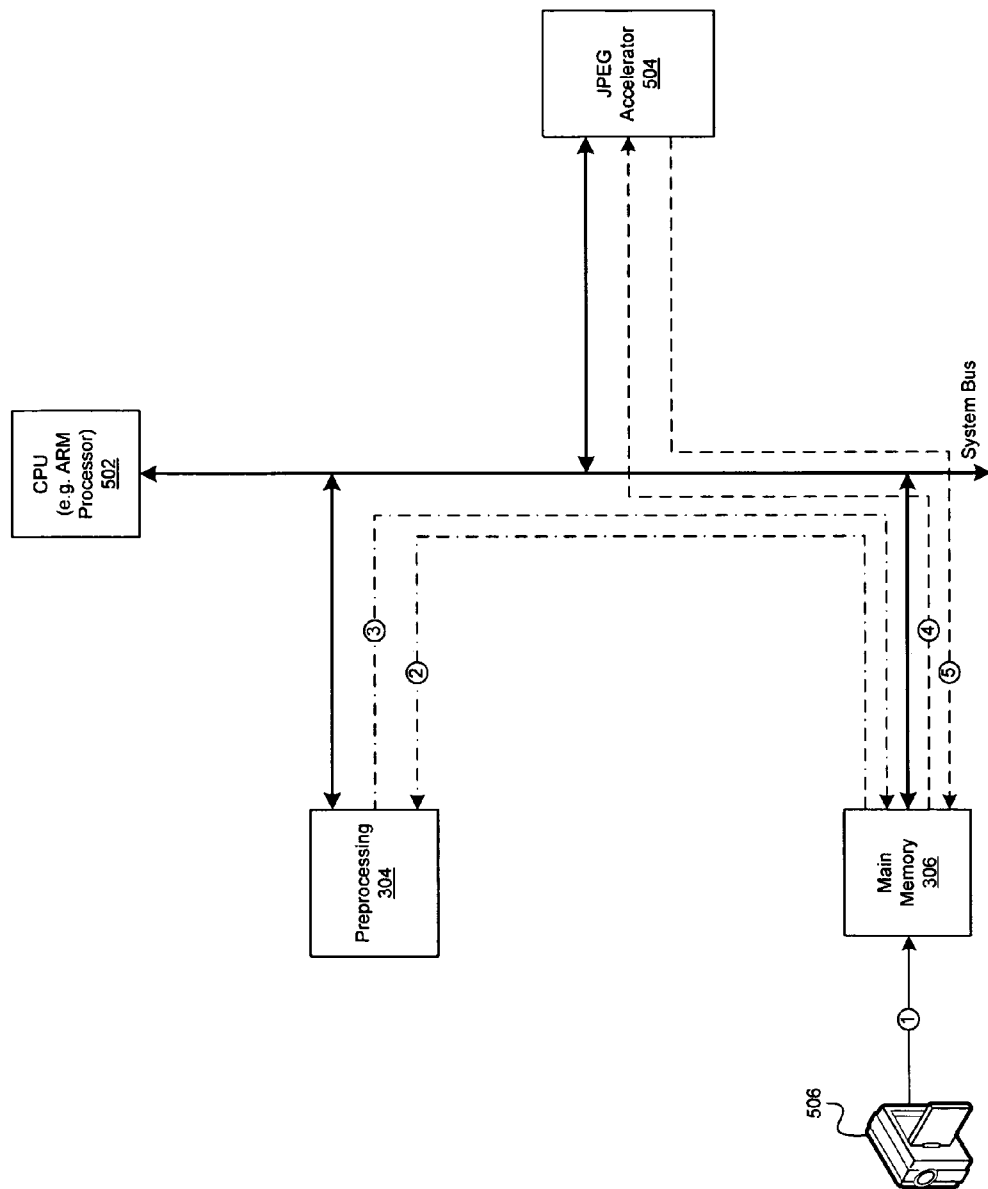 CPU
(e.g. ARM
Processor)
502
JPEG
Accelerator
504
System Bus
Preprocessing
304
3
2
4
5
Main
Memory
306
1
506